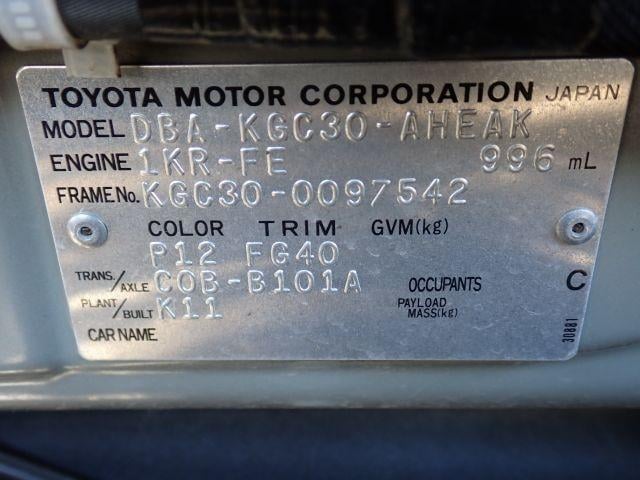 TOYOTA MOTOR CORPORATION JAPAN
MODEL DBA-KGC30-AHEAK
ENGINE 1KR-FE 996 mL
FRAME No. KGC30-0097542
COLOR TRIM GVM(kg)
P12 FG40
TRANS./AXLE C0B-B101A OCCUPANTS C
PLANT/BUILT K11 PAYLOAD MASS(kg)
CAR NAME
30881